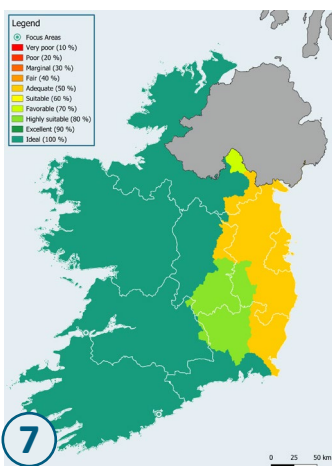 Legend
Focus Areas
Very poor (10 %)
Poor (20 %)
Marginal (30 %)
Fair (40 %)
Adequate (50 %)
Suitable (60 %)
Favorable (70 %)
Highly suitable (80 %)
Excellent (90 %)
Ideal (100 %)
7
0 25 50 km